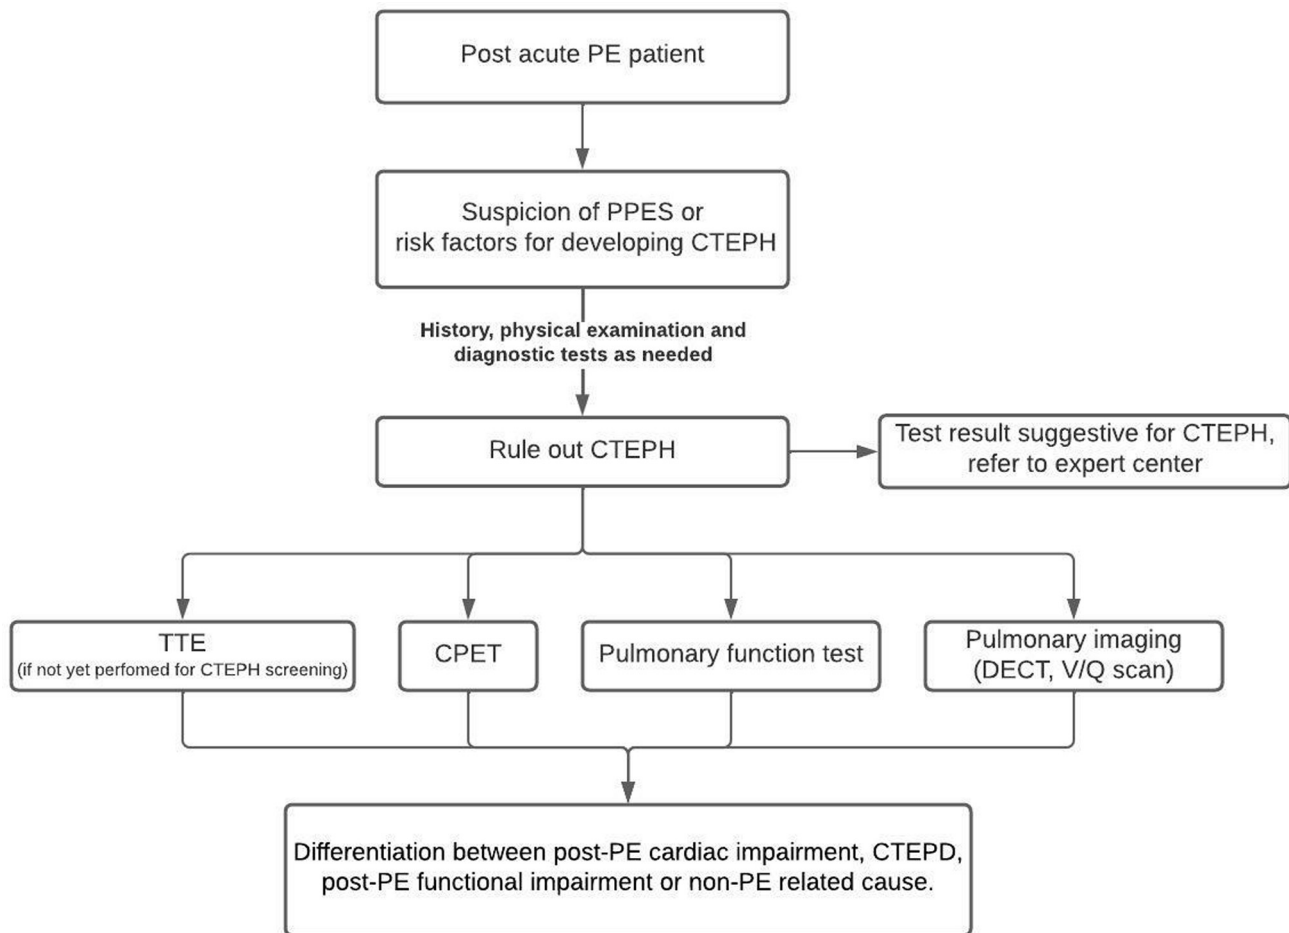 Post acute PE patient
Suspicion of PPES or
risk factors for developing CTEPH
History, physical examination and
diagnostic tests as needed
Rule out CTEPH
Test result suggestive for CTEPH,
refer to expert center
TTE
(if not yet perfomed for CTEPH screening)
CPET
Pulmonary function test
Pulmonary imaging
(DECT, V/Q scan)
Differentiation between post-PE cardiac impairment, CTEPD,
post-PE functional impairment or non-PE related cause.